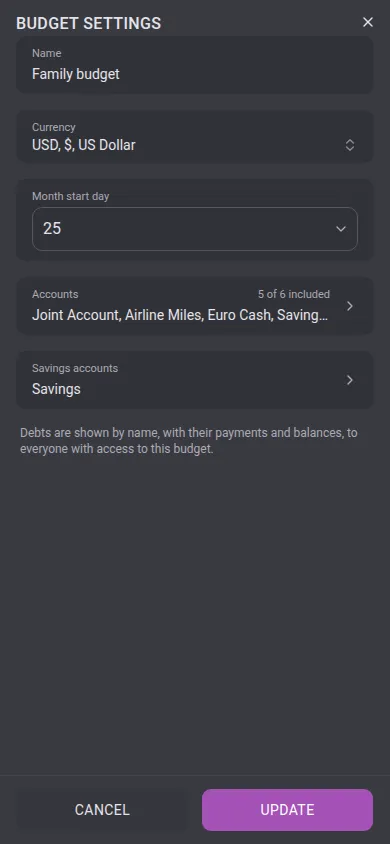 BUDGET SETTINGS
Name
Family budget
Currency
USD, $, US Dollar
Month start day
25
Accounts 5 of 6 included
Joint Account, Airline Miles, Euro Cash, Saving...
Savings accounts
Savings
Debts are shown by name, with their payments and balances, to
everyone with access to this budget.
CANCEL UPDATE